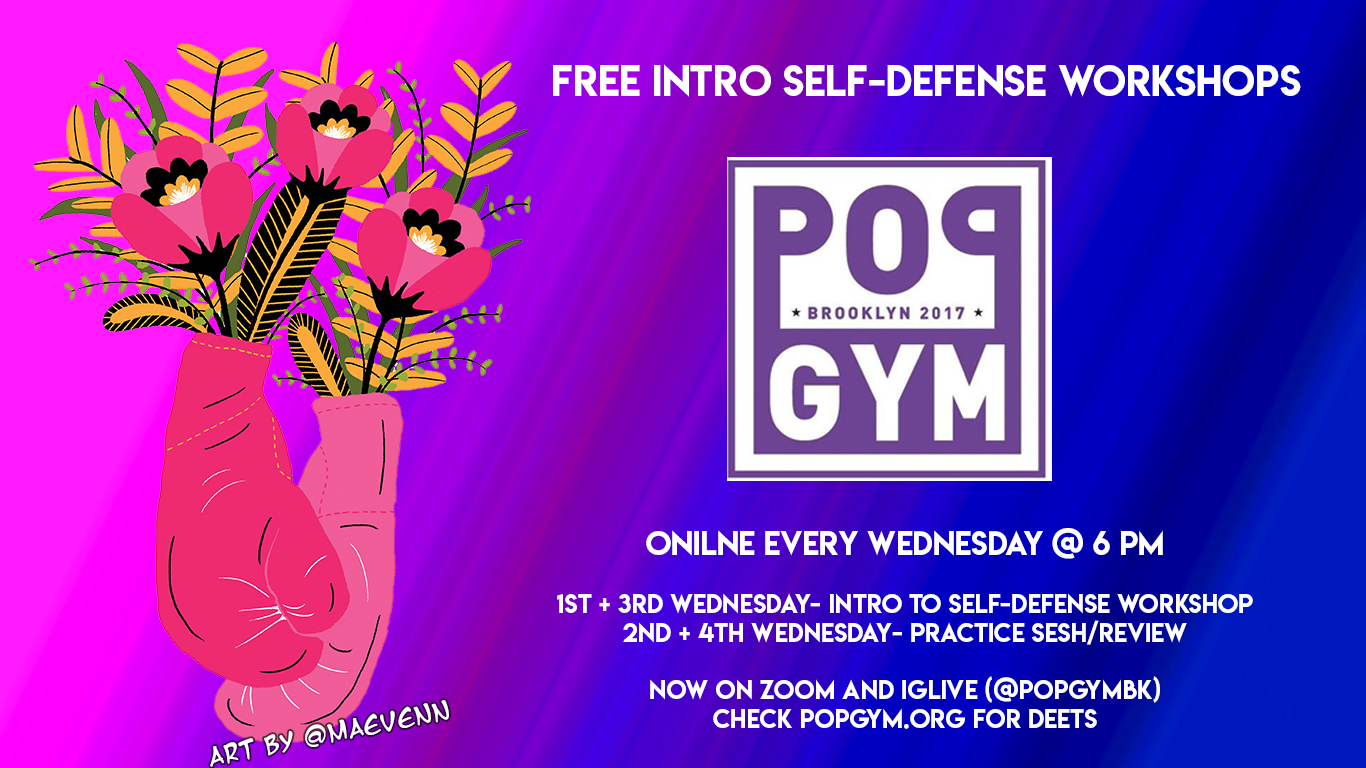 FREE INTRO SELF-DEFENSE WORKSHOPS
POP
★ BROOKLYN 2017 ★
GYM
ONILNE EVERY WEDNESDAY @ 6 PM
1ST + 3RD WEDNESDAY- INTRO TO SELF-DEFENSE WORKSHOP
2ND + 4TH WEDNESDAY- PRACTICE SESH/REVIEW
NOW ON ZOOM AND IGLIVE (@POPGYMBK)
CHECK POPGYM.ORG FOR DEETS
ART BY @MAEVENN